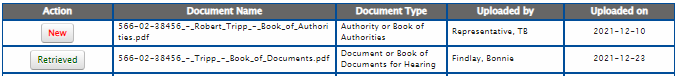 Action Document Name Document Type Uploaded by Uploaded on
New 566-02-38456_-_Robert_Tripp_-_Book_of_Authori Authority or Book of Representative, TB 2021-12-10
ties.pdf Authorities
Retrieved 566-02-38456_-_Tripp_-_Book_of_Documents.pdf Document or Book of Findlay, Bonnie 2021-12-23
Documents for Hearing